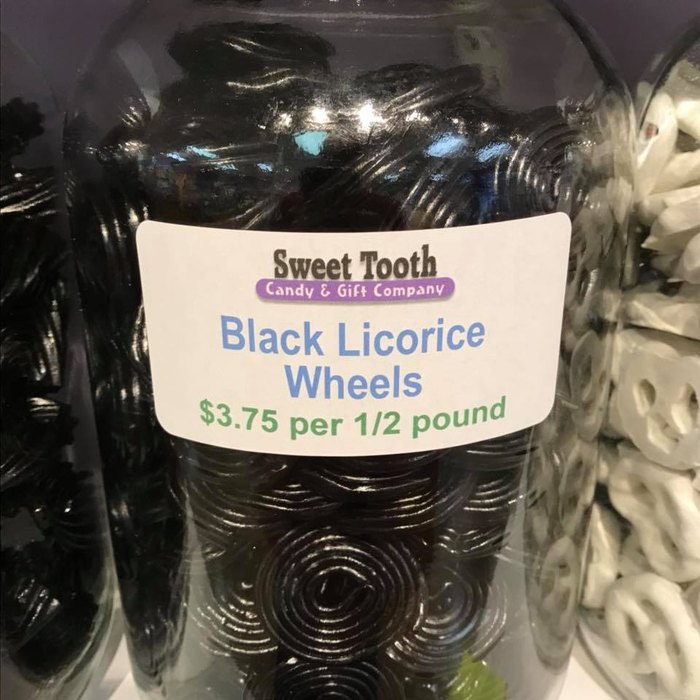 Sweet Tooth
Candy & Gift Company
Black Licorice
Wheels
$3.75 per 1/2 pound